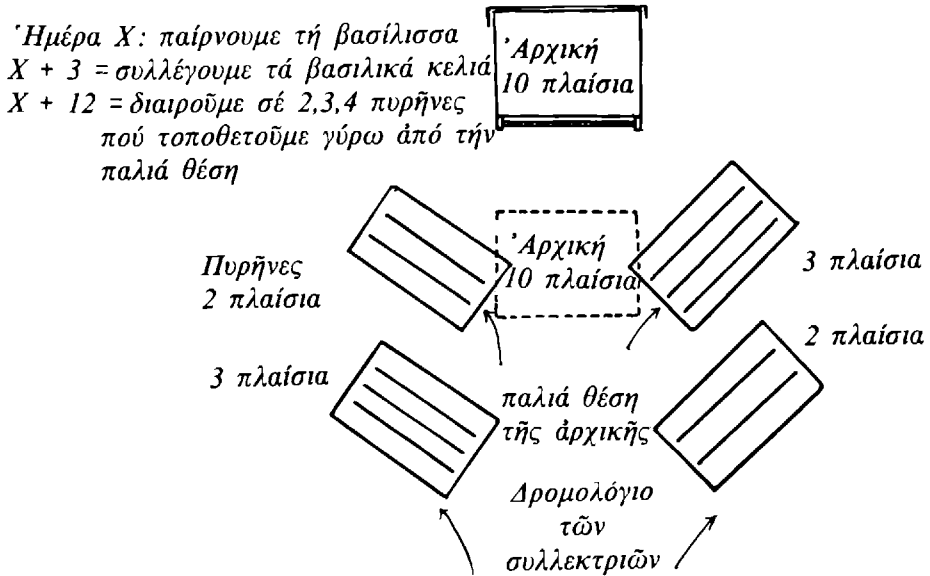 Ἡμέρα Χ: παίρνουμε τή βασίλισσα
Χ + 3 = συλλέγουμε τά βασιλικά κελιά
Χ + 12 = διαιροῦμε σέ 2,3,4 πυρῆνες
πού τοποθετοῦμε γύρω ἀπό τήν
παλιά θέση
Ἀρχική
10 πλαίσια
Πυρῆνες
2 πλαίσια
Ἀρχική
10 πλαίσια
3 πλαίσια
3 πλαίσια
2 πλαίσια
παλιά θέση
τῆς ἀρχικῆς
Δρομολόγιο
τῶν
συλλεκτριῶν